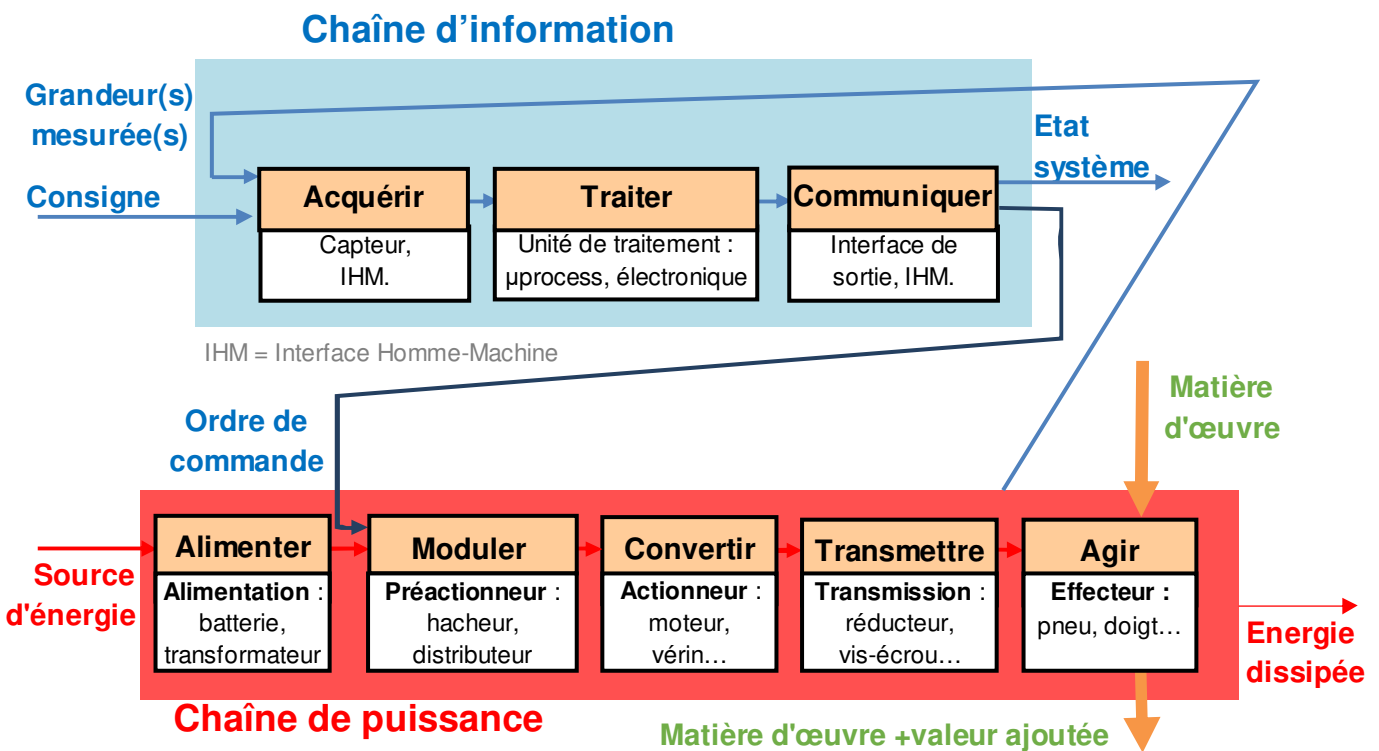 Chaîne d’information
Grandeur(s)
mesurée(s)
Consigne
Acquérir
Capteur,
IHM.
Traiter
Unité de traitement :
µprocess, électronique
Communiquer
Interface de
sortie, IHM.
Etat
système
IHM = Interface Homme-Machine
Ordre de
commande
Matière
d'œuvre
Source
d'énergie
Alimenter
Alimentation :
batterie,
transformateur
Moduler
Préactionneur :
hacheur,
distributeur
Convertir
Actionneur :
moteur,
vérin…
Transmettre
Transmission :
réducteur,
vis-écrou…
Agir
Effecteur :
pneu, doigt…
Energie
dissipée
Chaîne de puissance
Matière d'œuvre +valeur ajoutée